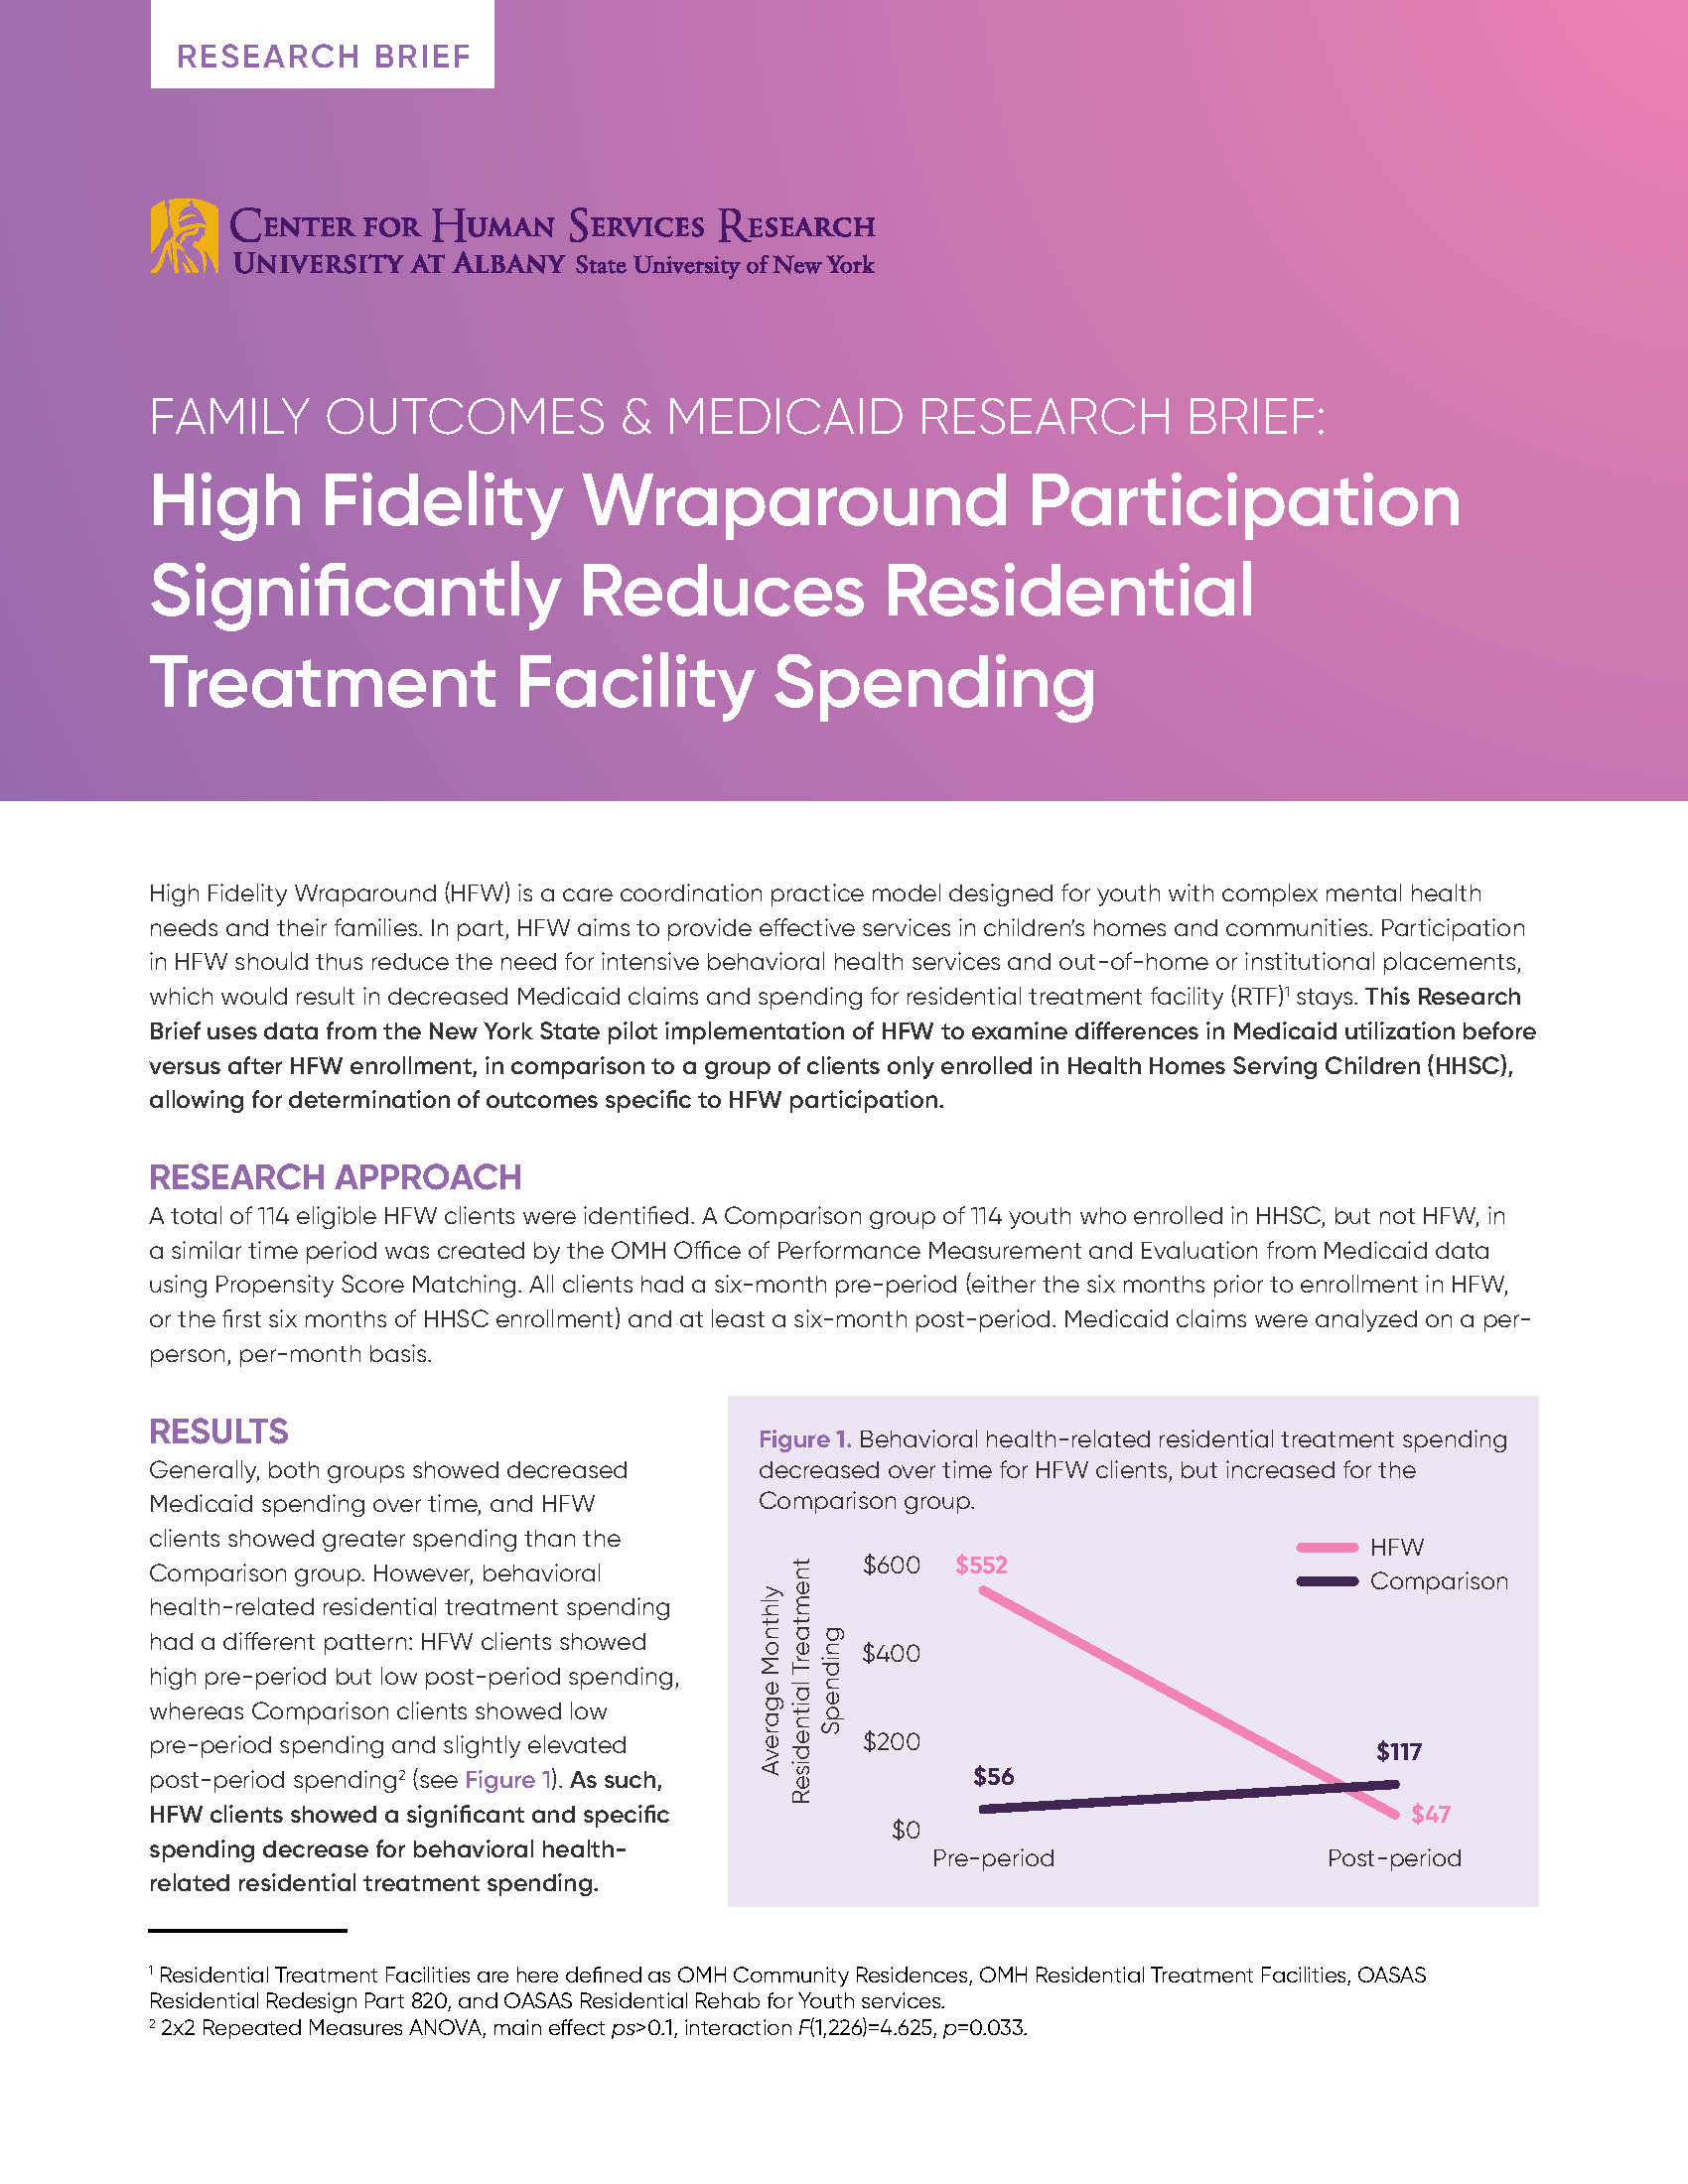 RESEARCH BRIEF
CENTER FOR HUMAN SERVICES RESEARCH
UNIVERSITY AT ALBANY State University of New York
FAMILY OUTCOMES & MEDICAID RESEARCH BRIEF:
High Fidelity Wraparound Participation
Significantly Reduces Residential
Treatment Facility Spending
High Fidelity Wraparound (HFW) is a care coordination practice model designed for youth with complex mental health
needs and their families. In part, HFW aims to provide effective services in children’s homes and communities. Participation
in HFW should thus reduce the need for intensive behavioral health services and out-of-home or institutional placements,
which would result in decreased Medicaid claims and spending for residential treatment facility (RTF)¹ stays. This Research
Brief uses data from the New York State pilot implementation of HFW to examine differences in Medicaid utilization before
versus after HFW enrollment, in comparison to a group of clients only enrolled in Health Homes Serving Children (HHSC),
allowing for determination of outcomes specific to HFW participation.
RESEARCH APPROACH
A total of 114 eligible HFW clients were identified. A Comparison group of 114 youth who enrolled in HHSC, but not HFW, in
a similar time period was created by the OMH Office of Performance Measurement and Evaluation from Medicaid data
using Propensity Score Matching. All clients had a six-month pre-period (either the six months prior to enrollment in HFW,
or the first six months of HHSC enrollment) and at least a six-month post-period. Medicaid claims were analyzed on a per-
person, per-month basis.
RESULTS
Generally, both groups showed decreased
Medicaid spending over time, and HFW
clients showed greater spending than the
Comparison group. However, behavioral
health-related residential treatment spending
had a different pattern: HFW clients showed
high pre-period but low post-period spending,
whereas Comparison clients showed low
pre-period spending and slightly elevated
post-period spending² (see Figure 1). As such,
HFW clients showed a significant and specific
spending decrease for behavioral health-
related residential treatment spending.
Figure 1. Behavioral health-related residential treatment spending
decreased over time for HFW clients, but increased for the
Comparison group.
HFW
Comparison
Average Monthly
Residential Treatment
Spending
$600
$400
$200
$0
$552
$56
$117
$47
Pre-period
Post-period
¹ Residential Treatment Facilities are here defined as OMH Community Residences, OMH Residential Treatment Facilities, OASAS
Residential Redesign Part 820, and OASAS Residential Rehab for Youth services.
² 2x2 Repeated Measures ANOVA, main effect ps>0.1, interaction F(1,226)=4.625, p=0.033.